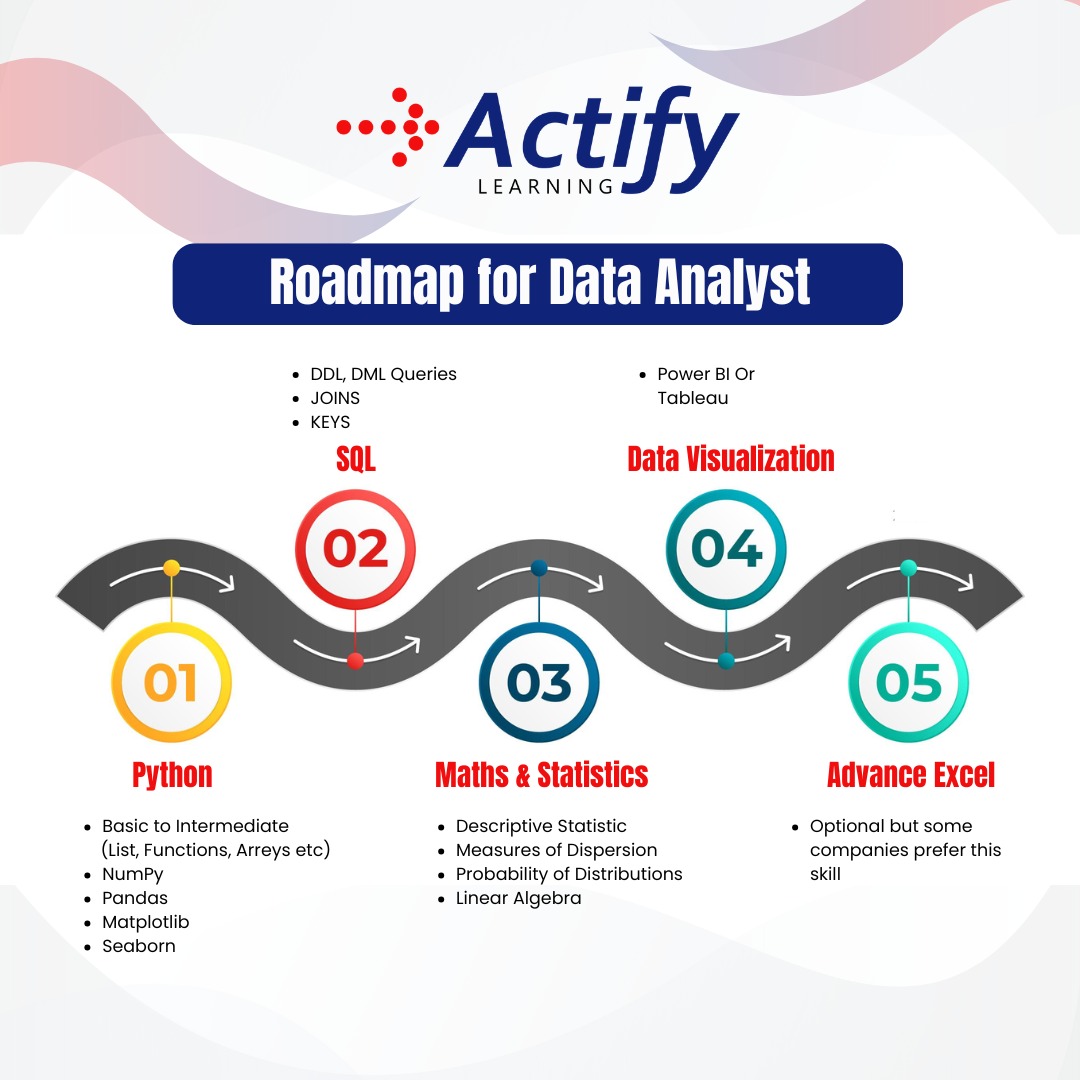 Actify
LEARNING
Roadmap for Data Analyst
• DDL, DML Queries
• JOINS
• KEYS
SQL
• Power BI Or
Tableau
Data Visualization
02
04
01
03
05
Python
• Basic to Intermediate
(List, Functions, Arreys etc)
• NumPy
• Pandas
• Matplotlib
• Seaborn
Maths & Statistics
• Descriptive Statistic
• Measures of Dispersion
• Probability of Distributions
• Linear Algebra
Advance Excel
• Optional but some
companies prefer this
skill